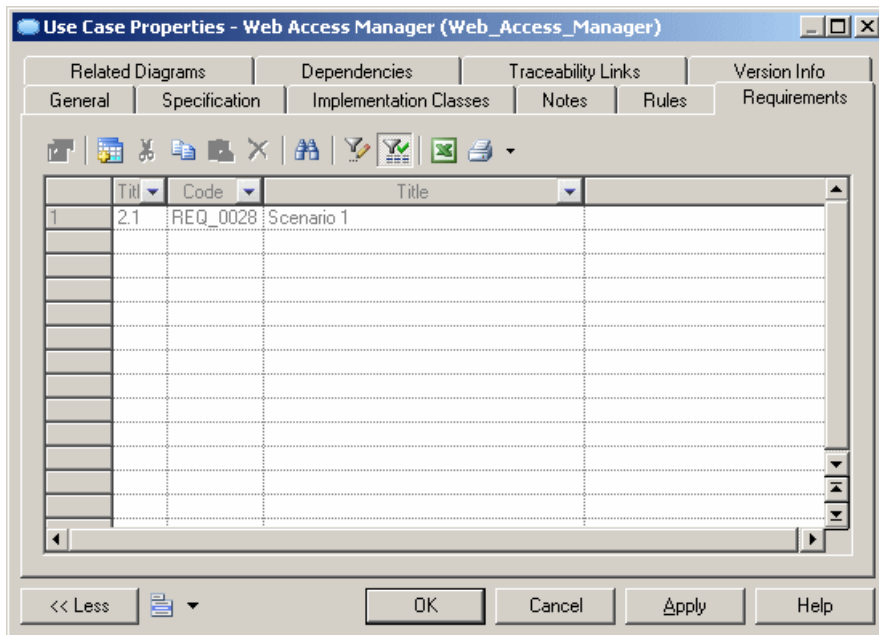 Use Case Properties - Web Access Manager (Web_Access_Manager)
Related Diagrams Dependencies Traceability Links Version Info
General Specification Implementation Classes Notes Rules Requirements
Titl Code Title
1 2.1 REQ_0028 Scenario 1
<< Less OK Cancel Apply Help